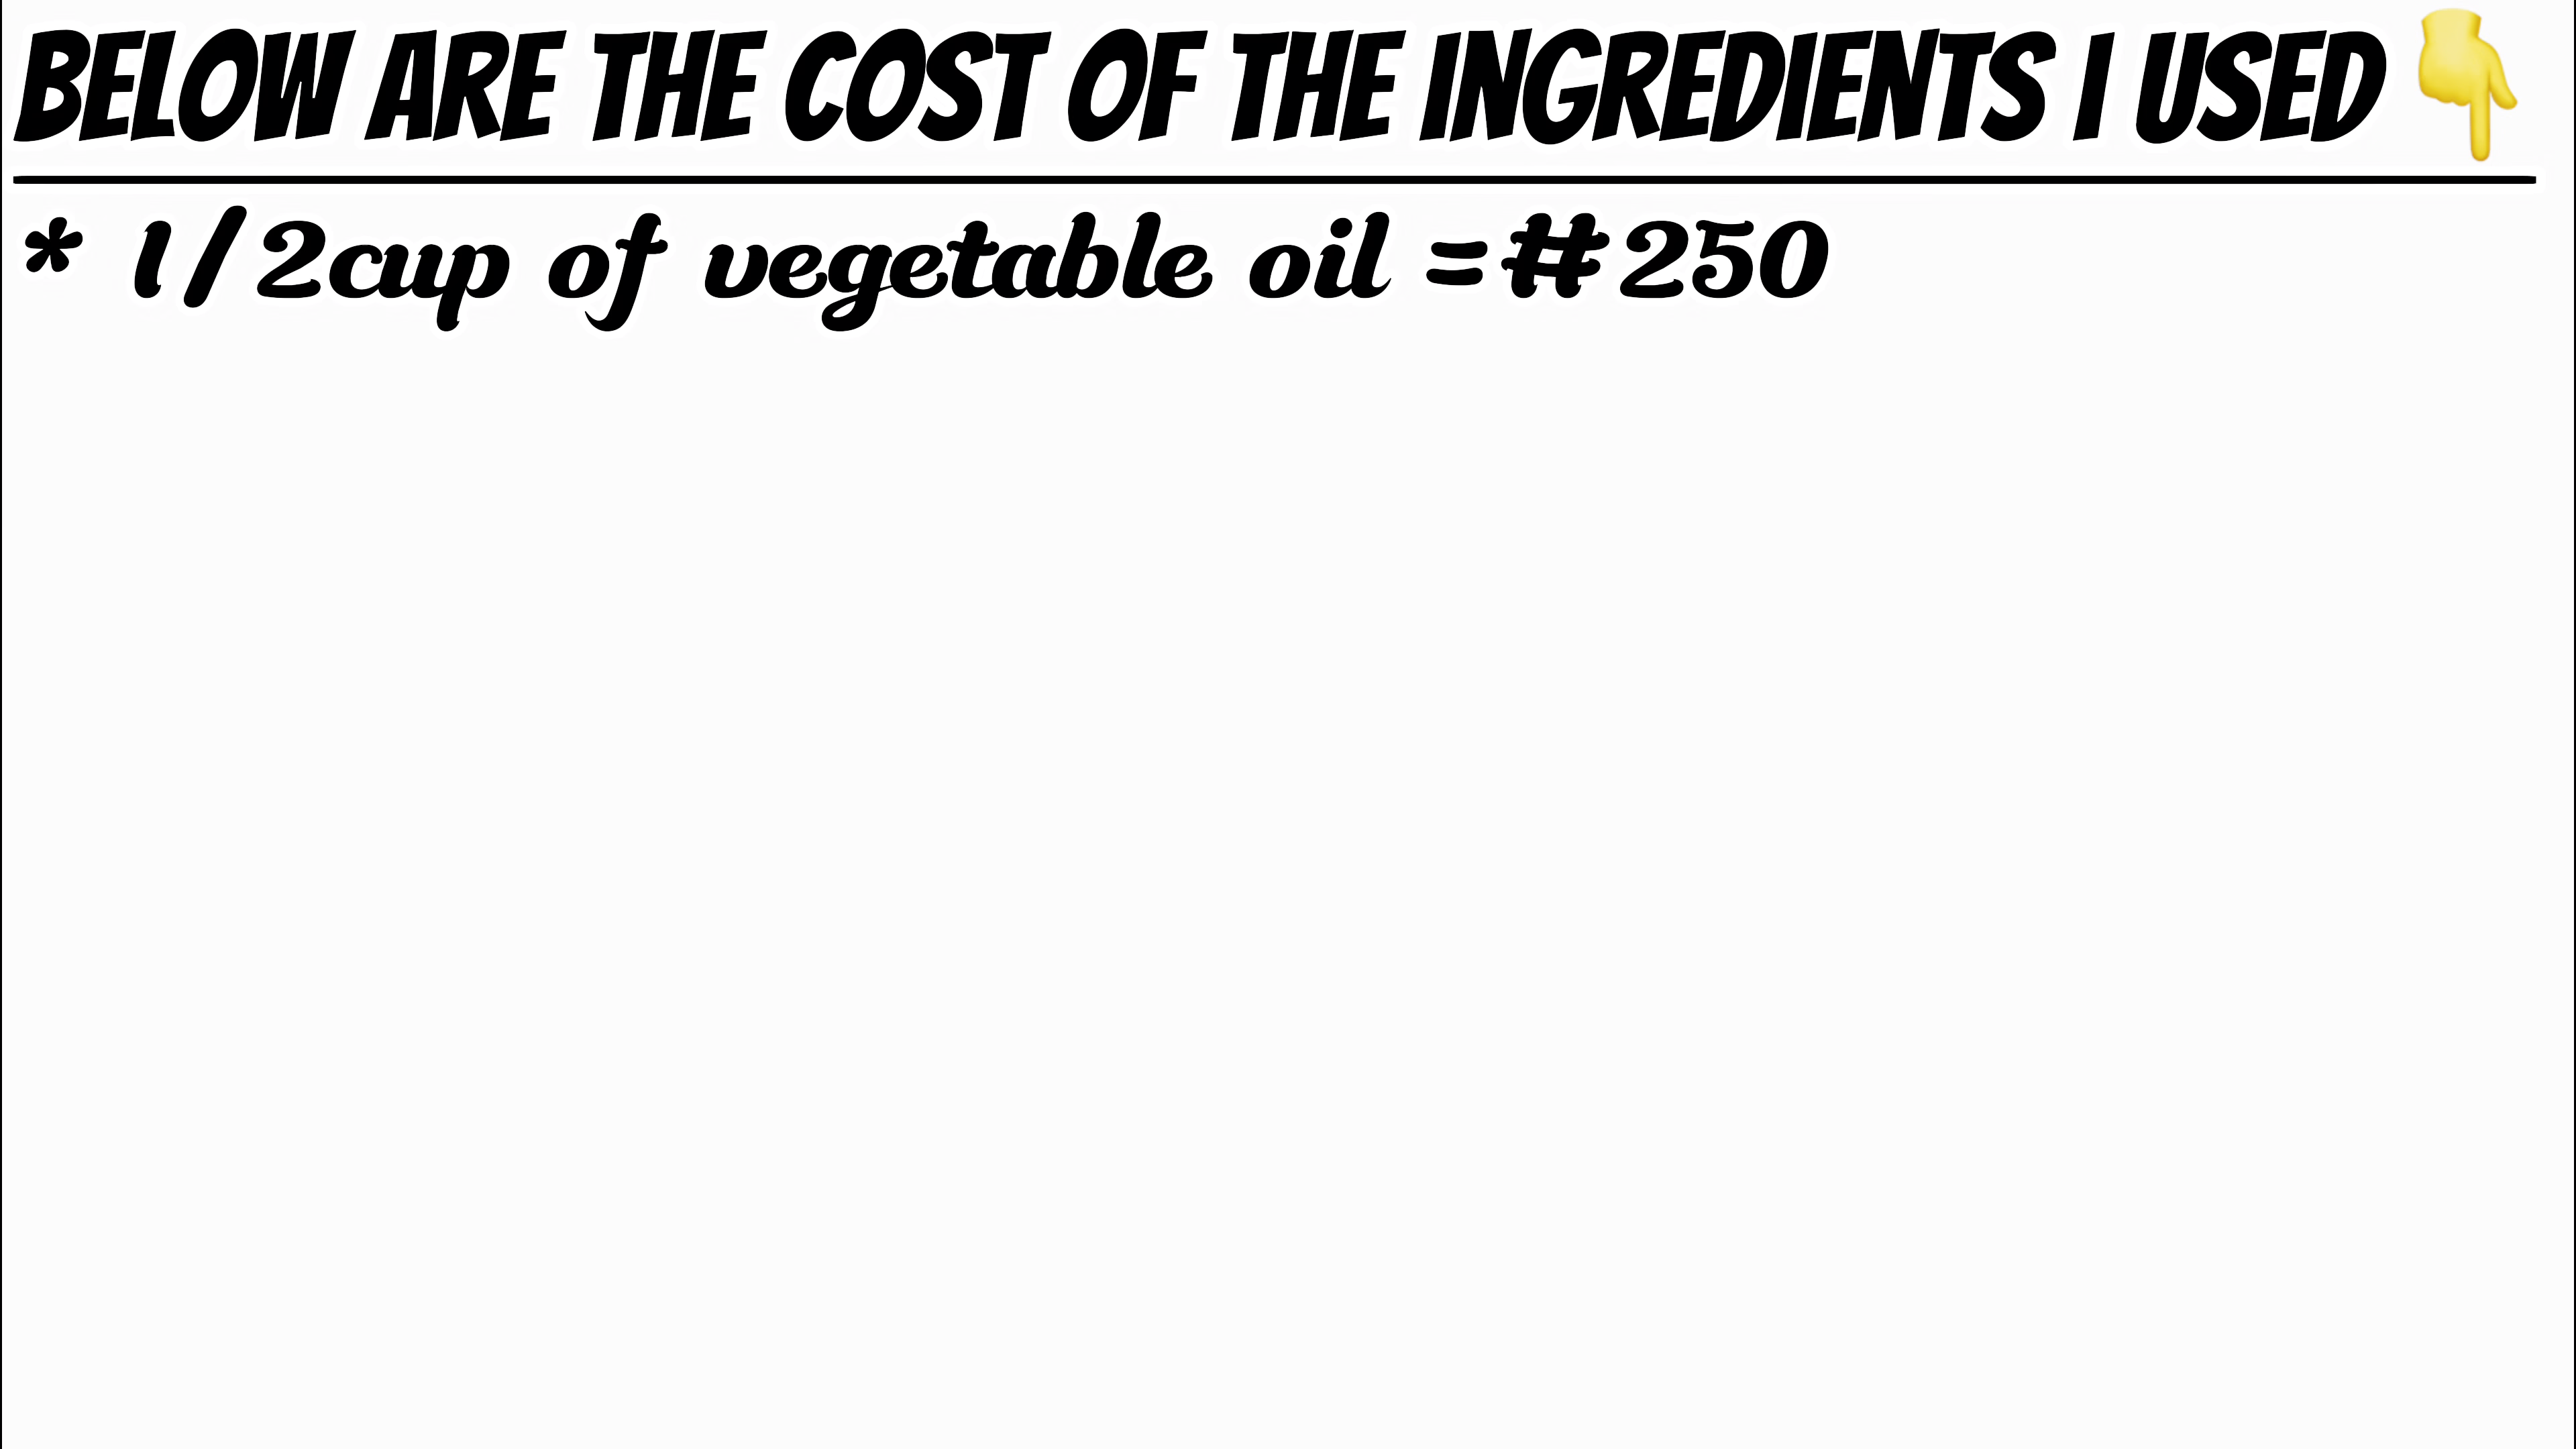 BELOW ARE THE COST OF THE INGREDIENTS I USED 👇
* 1/2cup of vegetable oil =#250